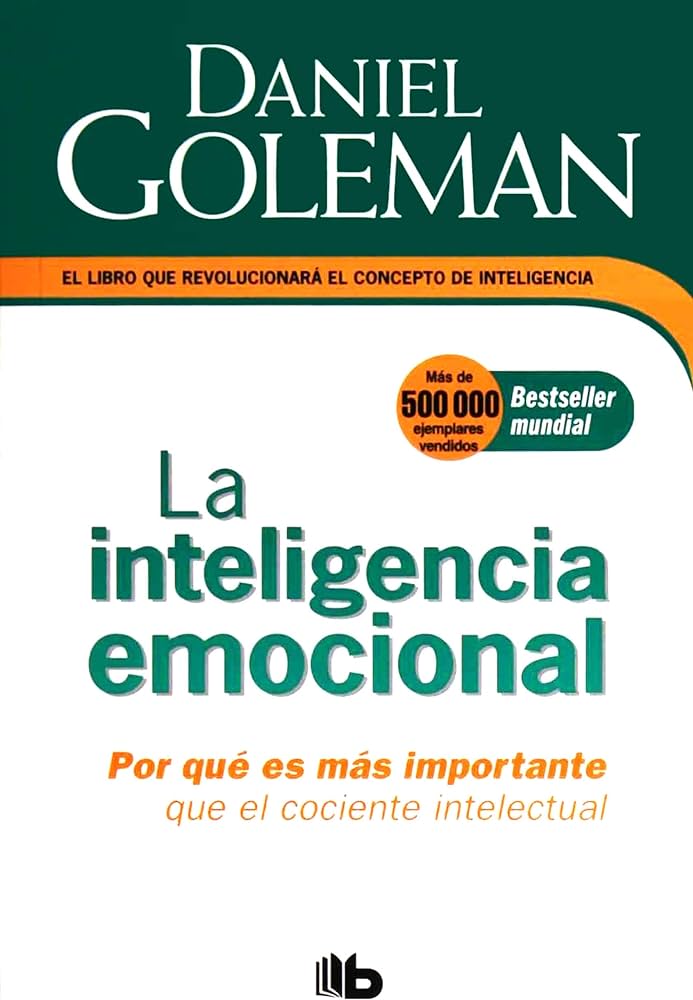 DANIEL
GOLEMAN
EL LIBRO QUE REVOLUCIONARÁ EL CONCEPTO DE INTELIGENCIA
Más de
500 000
ejemplares
vendidos
Bestseller
mundial
La
inteligencia
emocional
Por qué es más importante
que el cociente intelectual
b